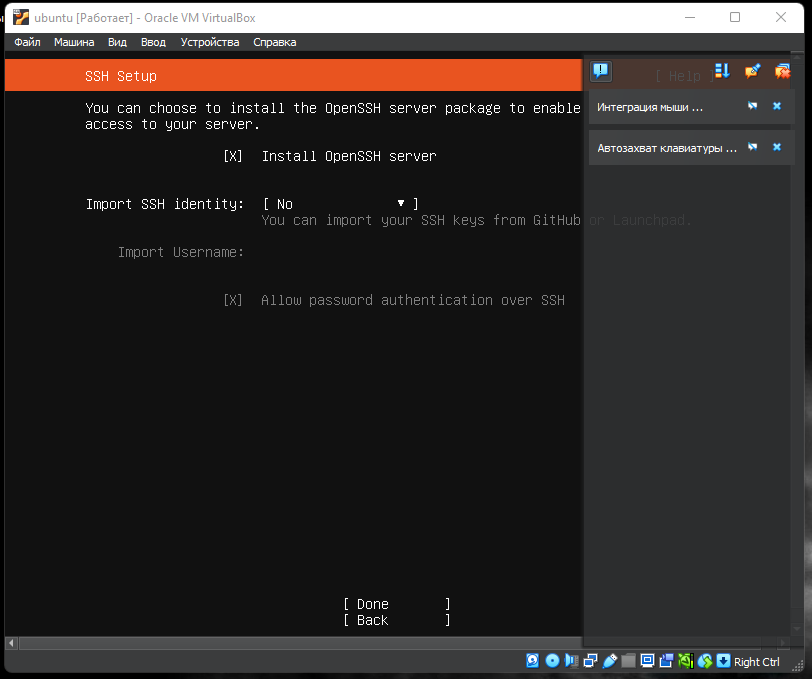 ubuntu [Работает] - Oracle VM VirtualBox
Файл Машина Вид Ввод Устройства Справка
SSH Setup [ Help ]
You can choose to install the OpenSSH server package to enable
access to your server.
Интеграция мыши ...
Автозахват клавиатуры ...
[X] Install OpenSSH server
Import SSH identity: [ No ▼ ]
You can import your SSH keys from GitHub or Launchpad.
Import Username:
[X] Allow password authentication over SSH
[ Done ]
[ Back ]
Right Ctrl